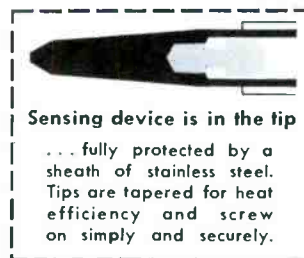 Sensing device is in the tip
... fully protected by a
sheath of stainless steel.
Tips are tapered for heat
efficiency and screw
on simply and securely.